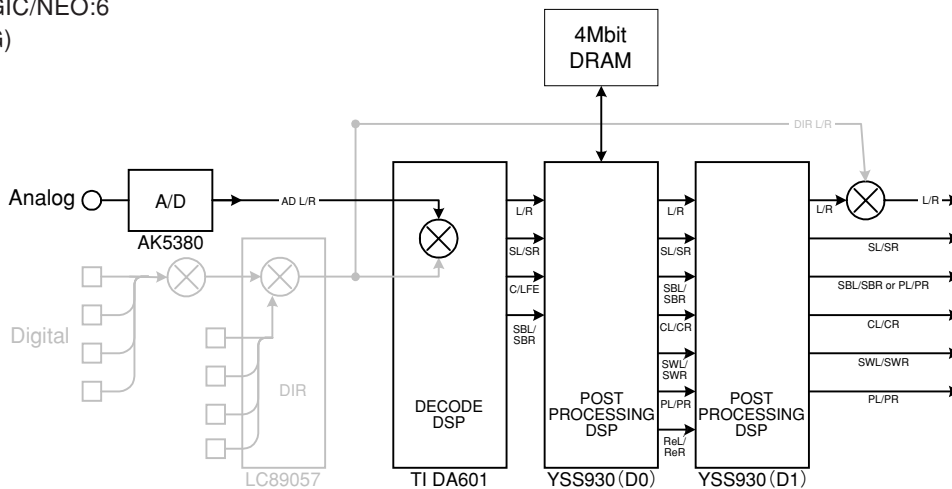 GIC/NEO:6
G)
4Mbit
DRAM
DIR L/R
Analog
A/D
AD L/R
L/R
L/R
L/R
L/R
AK5380
SL/SR
SL/SR
SL/SR
C/LFE
SBL/
SBR
SBL/SBR or PL/PR
Digital
SBL/
SBR
CL/CR
CL/CR
SWL/
SWR
SWL/SWR
DIR
PL/PR
PL/PR
DECODE
DSP
POST
PROCESSING
DSP
POST
PROCESSING
DSP
ReL/
ReR
LC89057
TI DA601
YSS930(D0)
YSS930(D1)